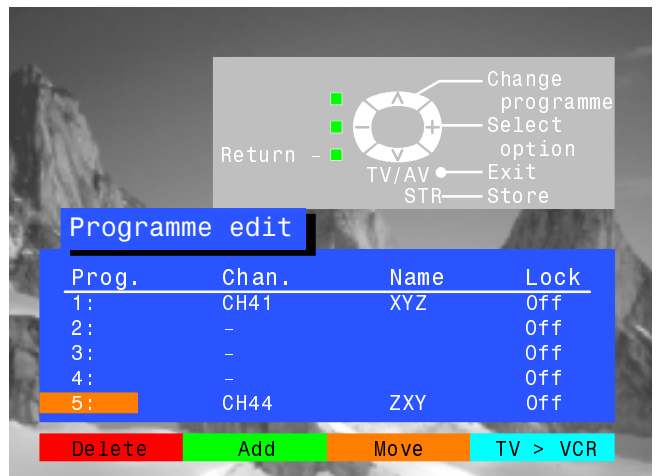 Change
programme
Select
option
Return –
TV/AV
Exit
STR
Store
Programme edit
Prog. Chan. Name Lock
1: CH41 XYZ Off
2: – Off
3: – Off
4: – Off
5: CH44 ZXY Off
Delete Add Move TV > VCR